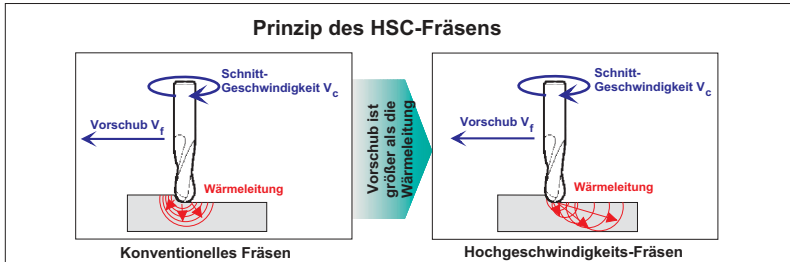 Prinzip des HSC-Fräsens
Schnitt-
Geschwindigkeit Vc
Vorschub Vf
Wärmeleitung
Konventionelles Fräsen
Vorschub ist
größer als die
Wärmeleitung
Schnitt-
Geschwindigkeit Vc
Vorschub Vf
Wärmeleitung
Hochgeschwindigkeits-Fräsen